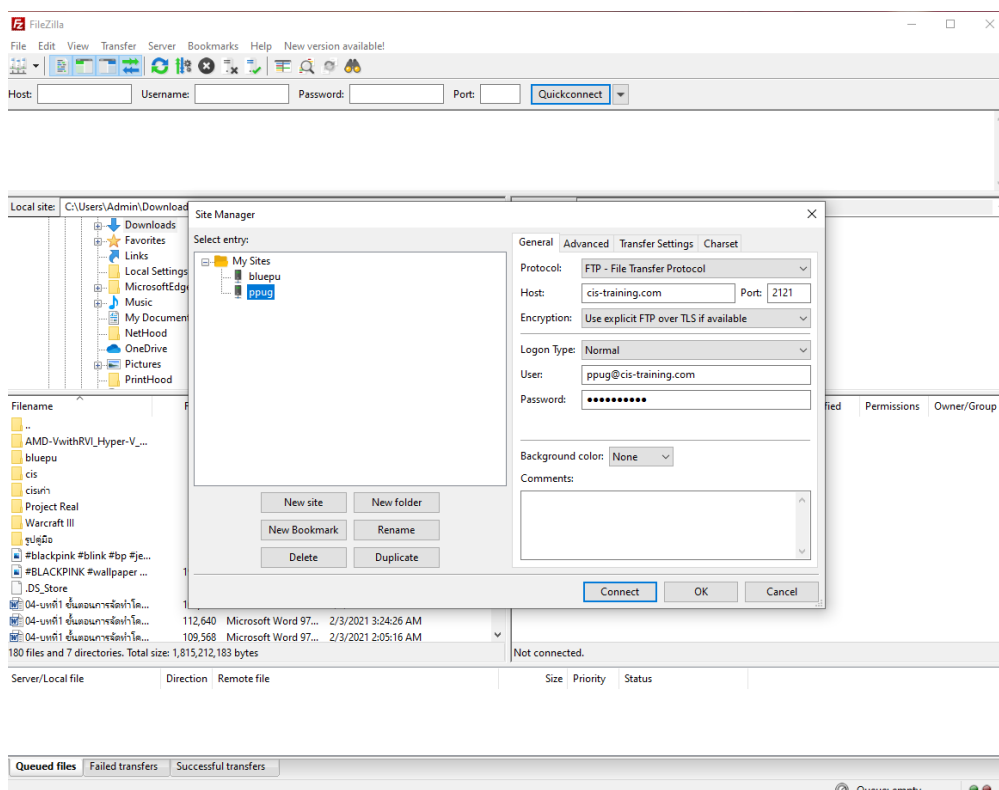 FileZilla
File Edit View Transfer Server Bookmarks Help New version available!
Host: Username: Password: Port: Quickconnect
Local site: C:\Users\Admin\Download
Downloads
Favorites
Links
Local Settings
MicrosoftEdg
Music
My Documen
NetHood
OneDrive
Pictures
PrintHood
Site Manager
Select entry:
My Sites
bluepu
ppug
New site New folder
New Bookmark Rename
Delete Duplicate
General Advanced Transfer Settings Charset
Protocol: FTP - File Transfer Protocol
Host: cis-training.com Port: 2121
Encryption: Use explicit FTP over TLS if available
Logon Type: Normal
User: ppug@cis-training.com
Password: ●●●●●●●●●●
Background color: None
Comments:
Connect OK Cancel
Filename F
..
AMD-VwithRVI_Hyper-V_...
bluepu
cis
cisเก่า
Project Real
Warcraft III
รูปคู่มือ
#blackpink #blink #bp #je...
#BLACKPINK #wallpaper ... 1
.DS_Store
04-บทที่1 ขั้นตอนการจัดทำโค...
04-บทที่1 ขั้นตอนการจัดทำโค... 112,640 Microsoft Word 97... 2/3/2021 3:24:26 AM
04-บทที่1 ขั้นตอนการจัดทำโค... 109,568 Microsoft Word 97... 2/3/2021 2:05:16 AM
180 files and 7 directories. Total size: 1,815,212,183 bytes
fied Permissions Owner/Group
Not connected.
Server/Local file Direction Remote file Size Priority Status
Queued files Failed transfers Successful transfers
Queue: empty